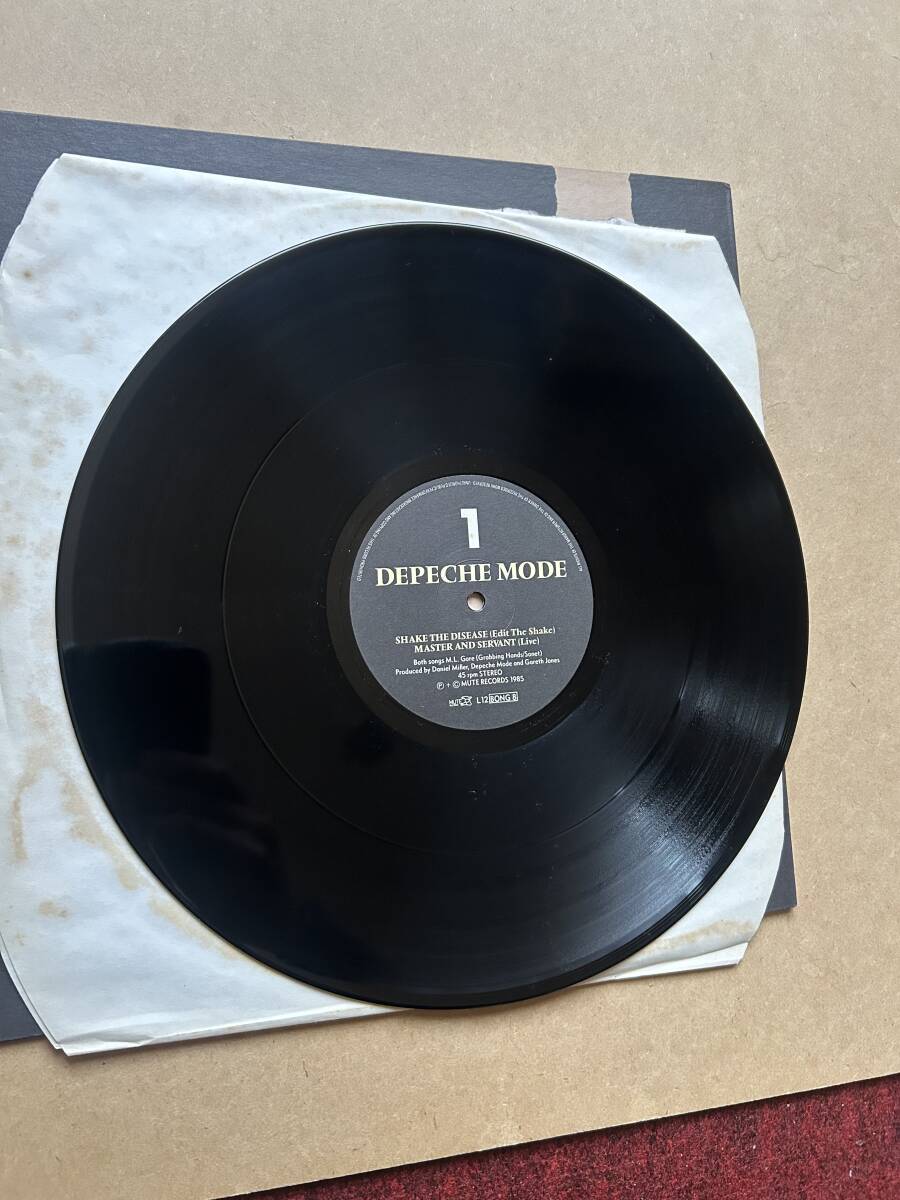 1
DEPECHE MODE
SHAKE THE DISEASE (Edit The Shake)
MASTER AND SERVANT (Live)
Both songs M.L. Gore (Grabbing Hands/Sonet)
Produced by Daniel Miller, Depeche Mode and Gareth Jones
45 rpm STEREO
℗ + © MUTE RECORDS 1985
MUTE L12 BONG 8